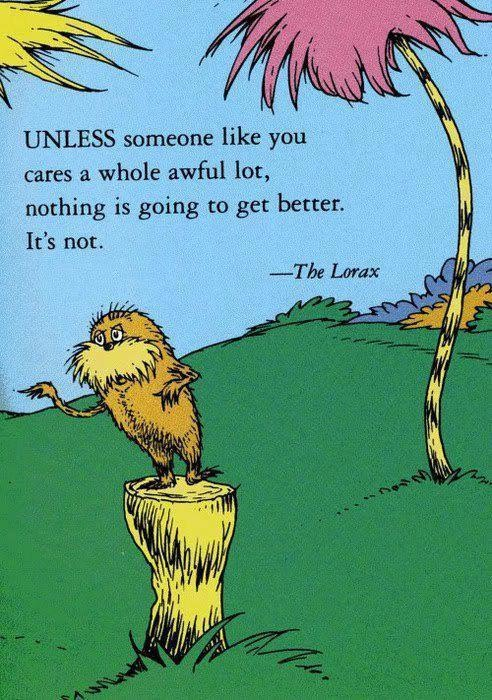 UNLESS someone like you
cares a whole awful lot,
nothing is going to get better.
It's not.
—The Lorax